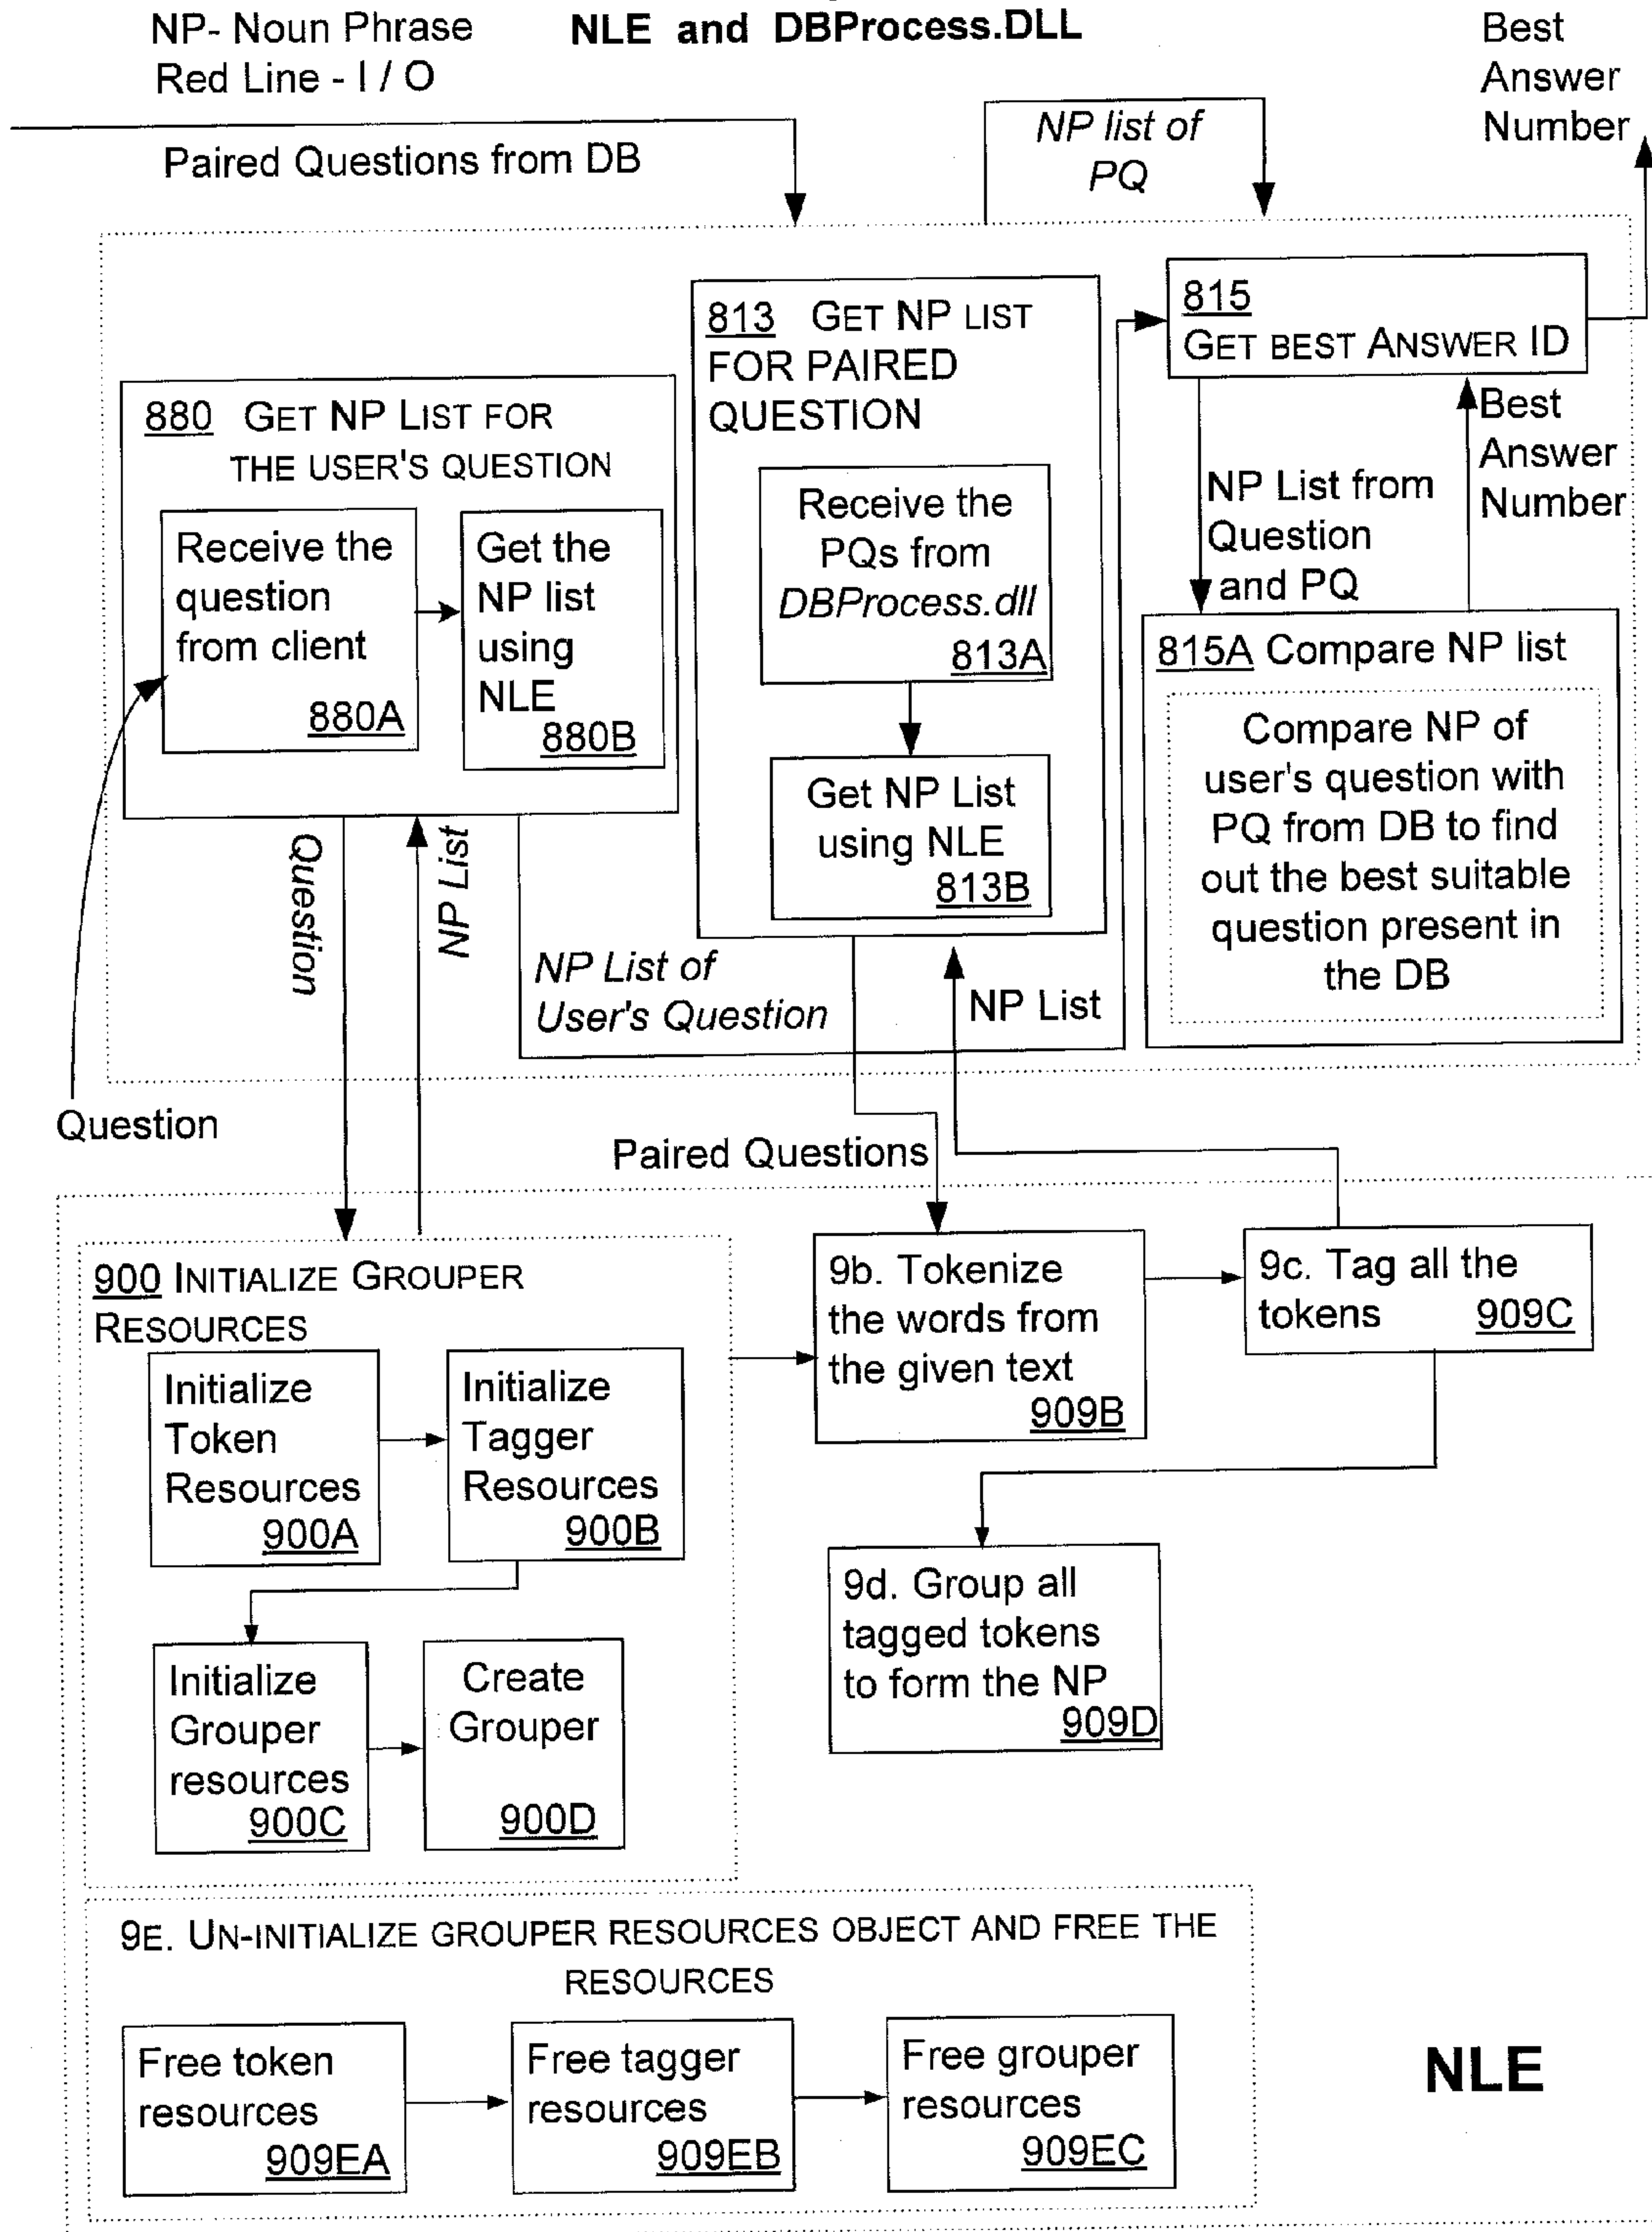 NP- Noun Phrase
Red Line - I / O
NLE and DBProcess.DLL
Best
Answer
Number
Paired Questions from DB
NP list of
PQ
880 GET NP LIST FOR
THE USER'S QUESTION
Receive the
question
from client
880A
Get the
NP list
using
NLE
880B
813 GET NP LIST
FOR PAIRED
QUESTION
Receive the
PQs from
DBProcess.dll
813A
Get NP List
using NLE
813B
815
GET BEST ANSWER ID
NP List from
Question
and PQ
Best
Answer
Number
815A Compare NP list
Compare NP of
user's question with
PQ from DB to find
out the best suitable
question present in
the DB
Question
NP List
NP List of
User's Question
NP List
Question
Paired Questions
900 INITIALIZE GROUPER
RESOURCES
Initialize
Token
Resources
900A
Initialize
Tagger
Resources
900B
Initialize
Grouper
resources
900C
Create
Grouper
900D
9b. Tokenize
the words from
the given text
909B
9c. Tag all the
tokens 909C
9d. Group all
tagged tokens
to form the NP
909D
9E. UN-INITIALIZE GROUPER RESOURCES OBJECT AND FREE THE
RESOURCES
Free token
resources
909EA
Free tagger
resources
909EB
Free grouper
resources
909EC
NLE